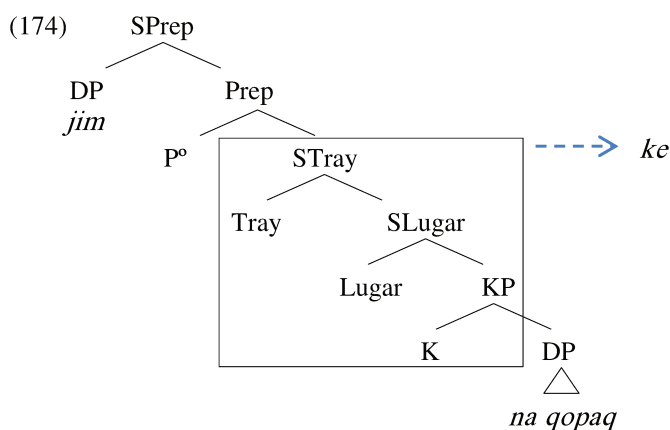 (174) SPrep
DP Prep
jim
Pº STray ke
Tray SLugar
Lugar KP
K DP
na qopaq